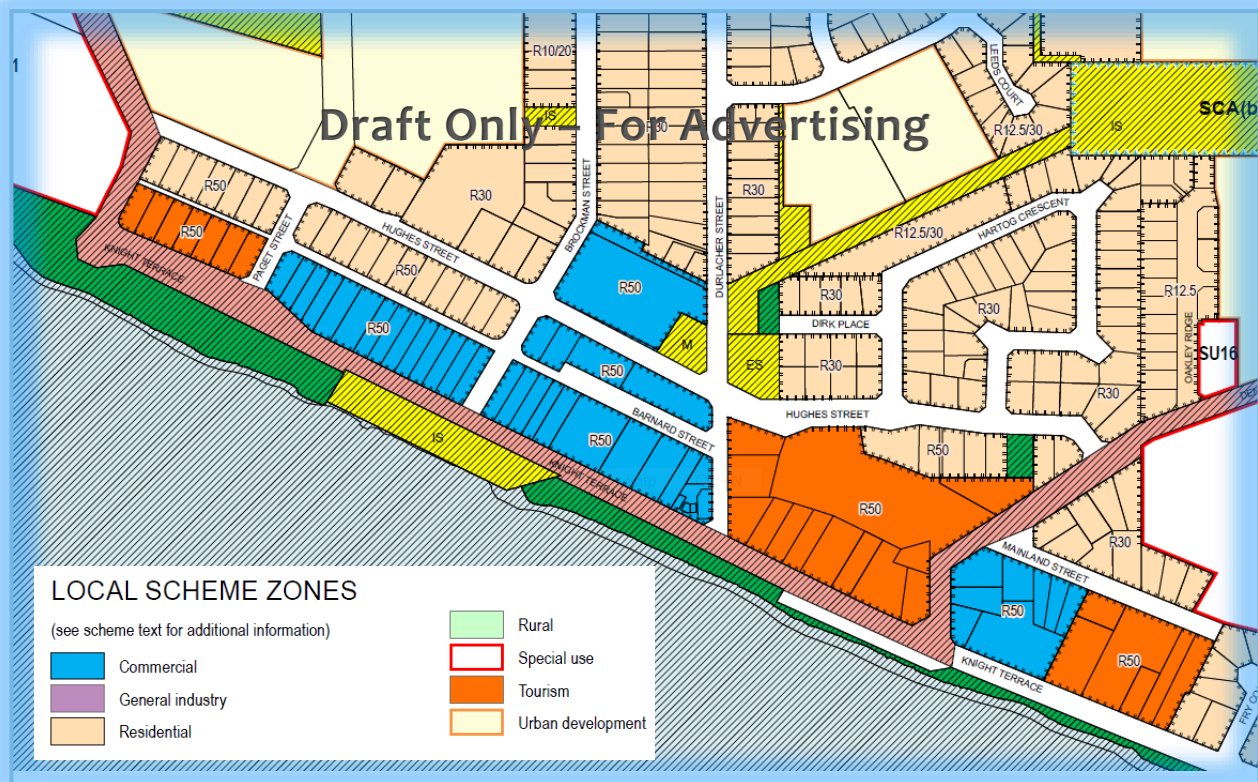 1
R10/20
LEEDS COURT
SCA(b
IS
IS
Draft Only – For Advertising
R30
R12.5/30
R50
R30
R30
BROCKMAN STREET
DURLACHER STREET
HARTOG CRESCENT
R12.5/30
R50
PAGET STREET
HUGHES STREET
KNIGHT TERRACE
R50
R50
R30
R30
R12.5
DIRK PLACE
R50
M
OAKLEY RIDGE
SU16
R50
ES
R30
R30
HUGHES STREET
BARNARD STREET
IS
R50
KNIGHT TERRACE
R50
R50
R30
MAINLAND STREET
R50
R50
KNIGHT TERRACE
FRY CO
LOCAL SCHEME ZONES
(see scheme text for additional information)
Commercial
General industry
Residential
Rural
Special use
Tourism
Urban development